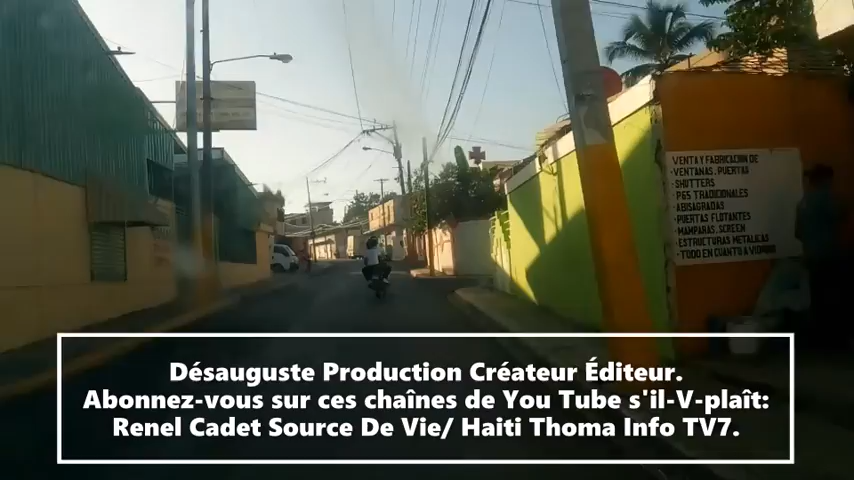 VENTA Y FABRICACION DE
VENTANAS, PUERTAS
·SHUTTERS
P65 TRADICIONALES
·ABISAGRADAS
·PUERTAS FLOTANTES
·MAMPARAS, SCREEN
·ESTRUCTURAS METALICAS
·TODO EN CUANTO A VIDRIO
Désauguste Production Créateur Éditeur.
Abonnez-vous sur ces chaînes de You Tube s'il-V-plaît:
Renel Cadet Source De Vie/ Haiti Thoma Info TV7.